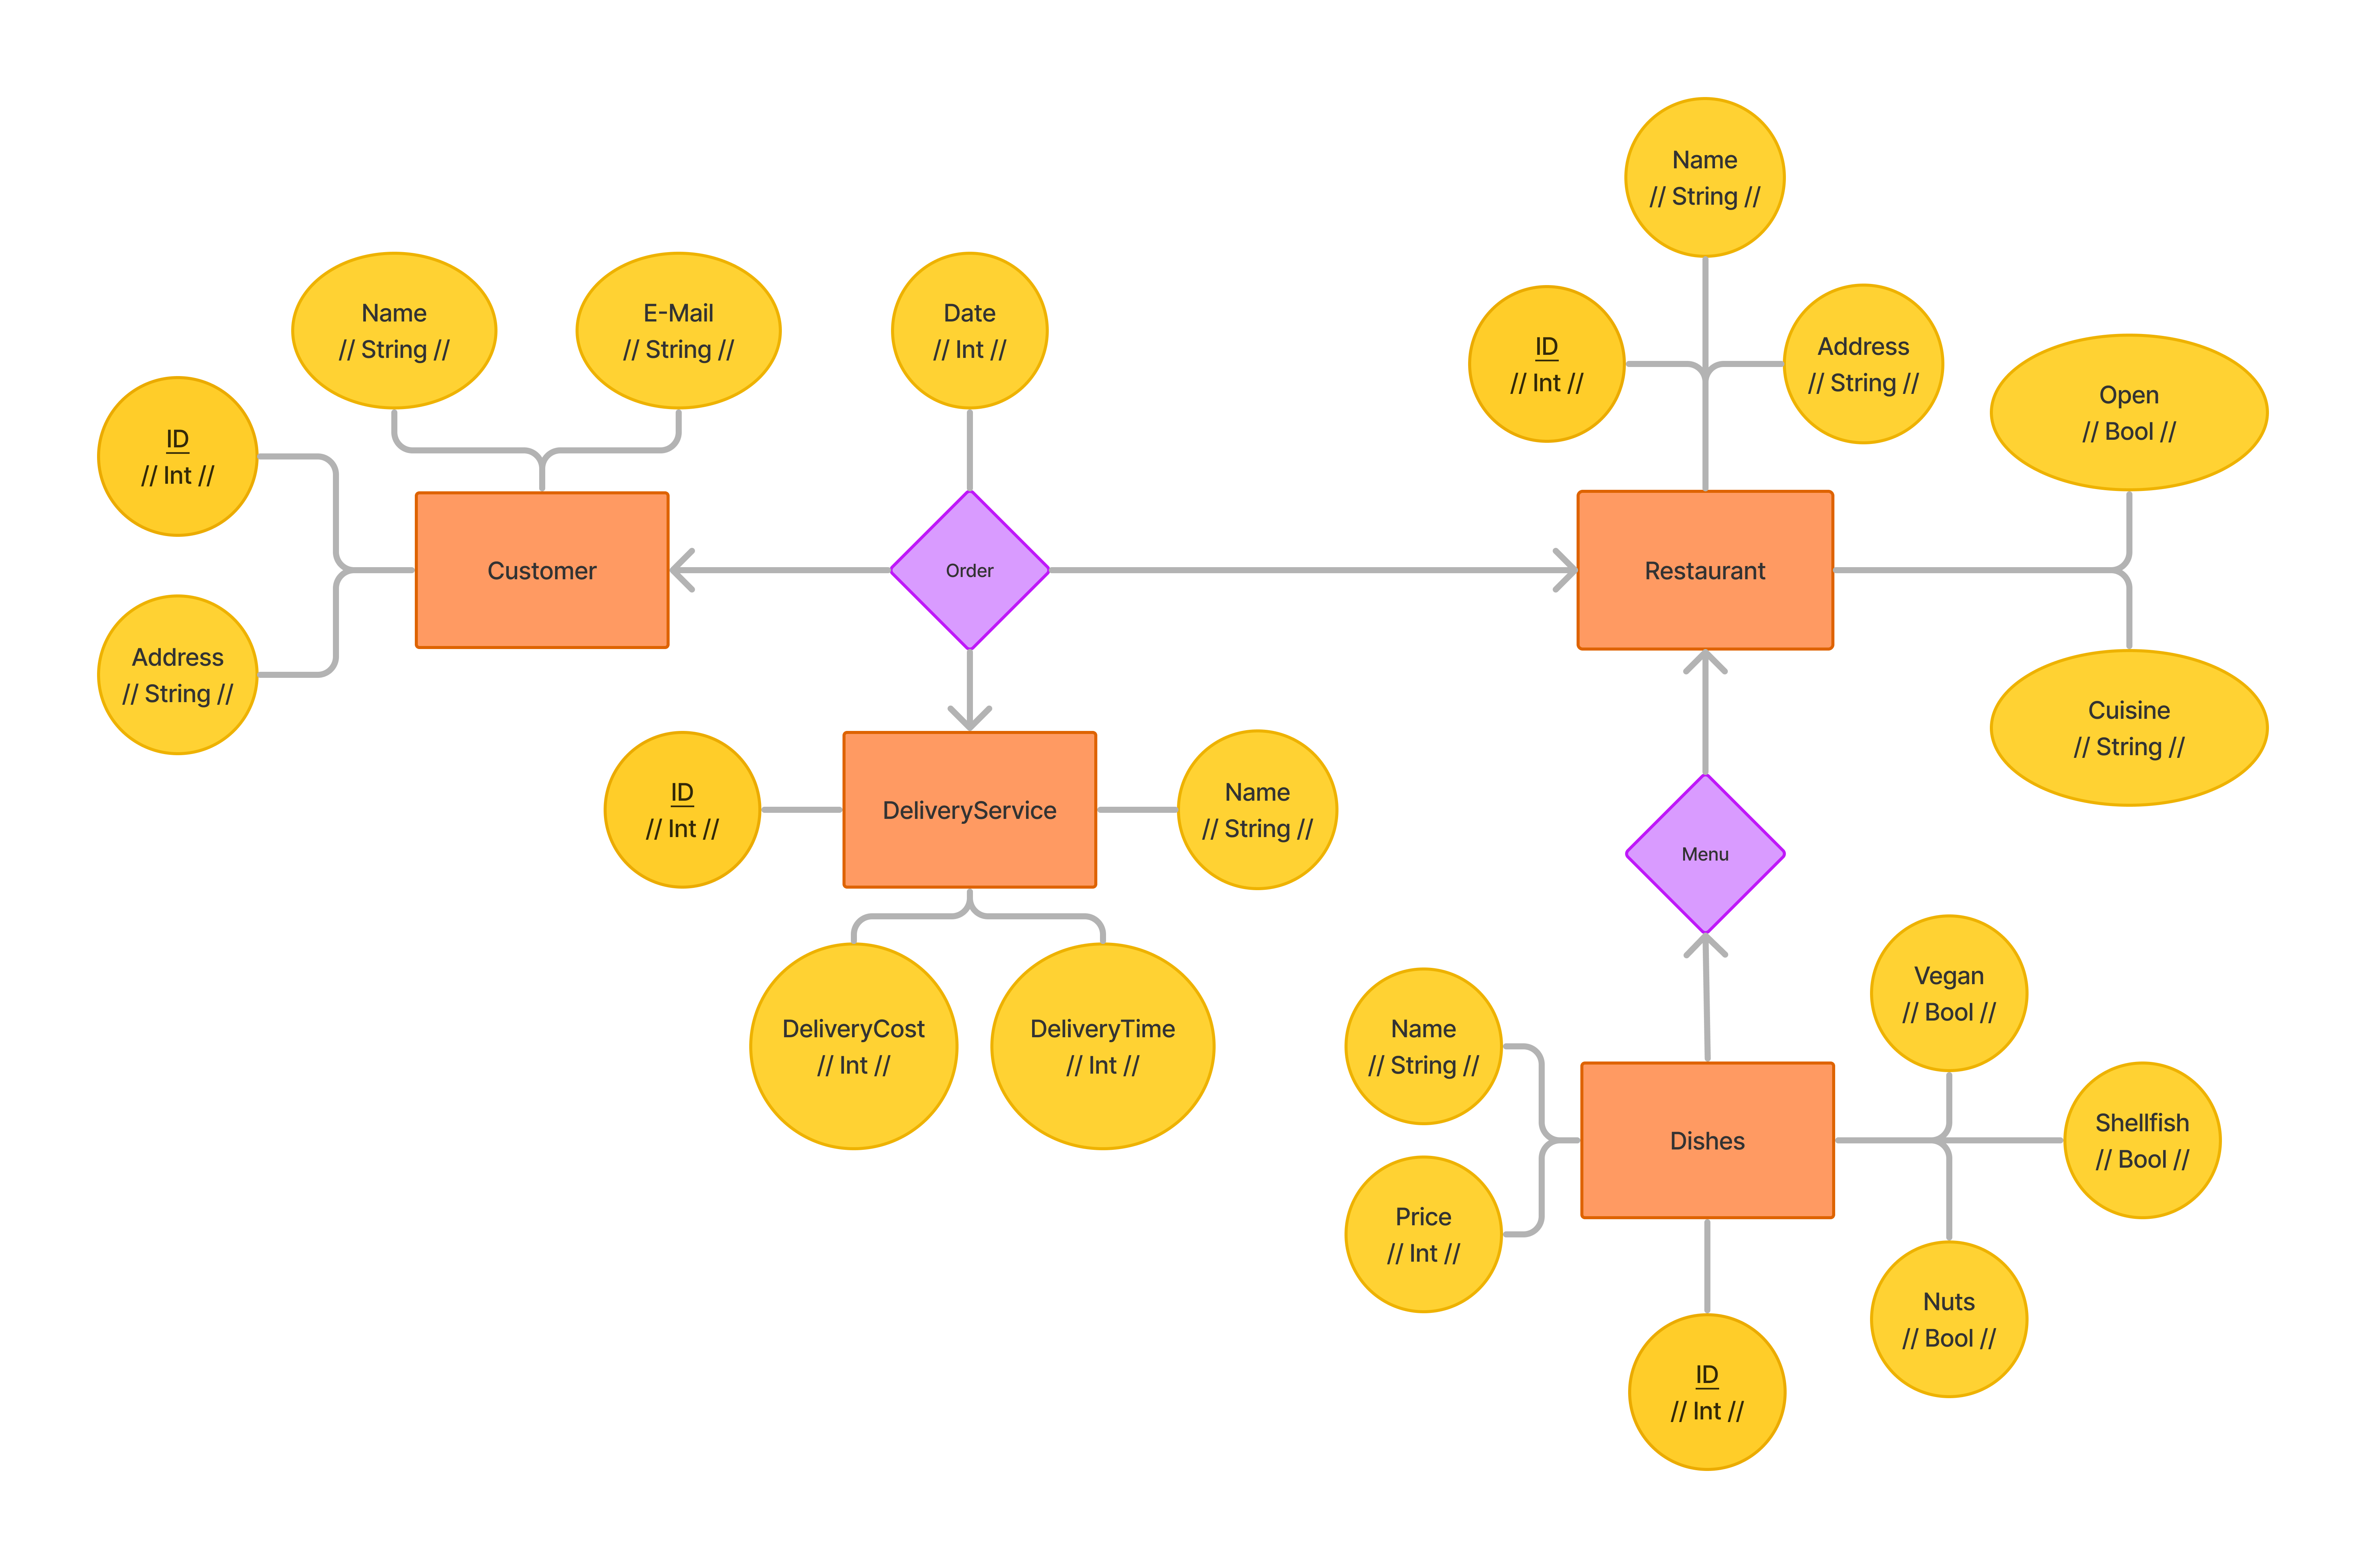 Name
// String //
Name
// String //
E-Mail
// String //
Date
// Int //
ID
// Int //
Address
// String //
Open
// Bool //
ID
// Int //
Customer
Order
Restaurant
Address
// String //
Cuisine
// String //
ID
// Int //
DeliveryService
Name
// String //
Menu
DeliveryCost
// Int //
DeliveryTime
// Int //
Name
// String //
Vegan
// Bool //
Dishes
Shellfish
// Bool //
Price
// Int //
Nuts
// Bool //
ID
// Int //